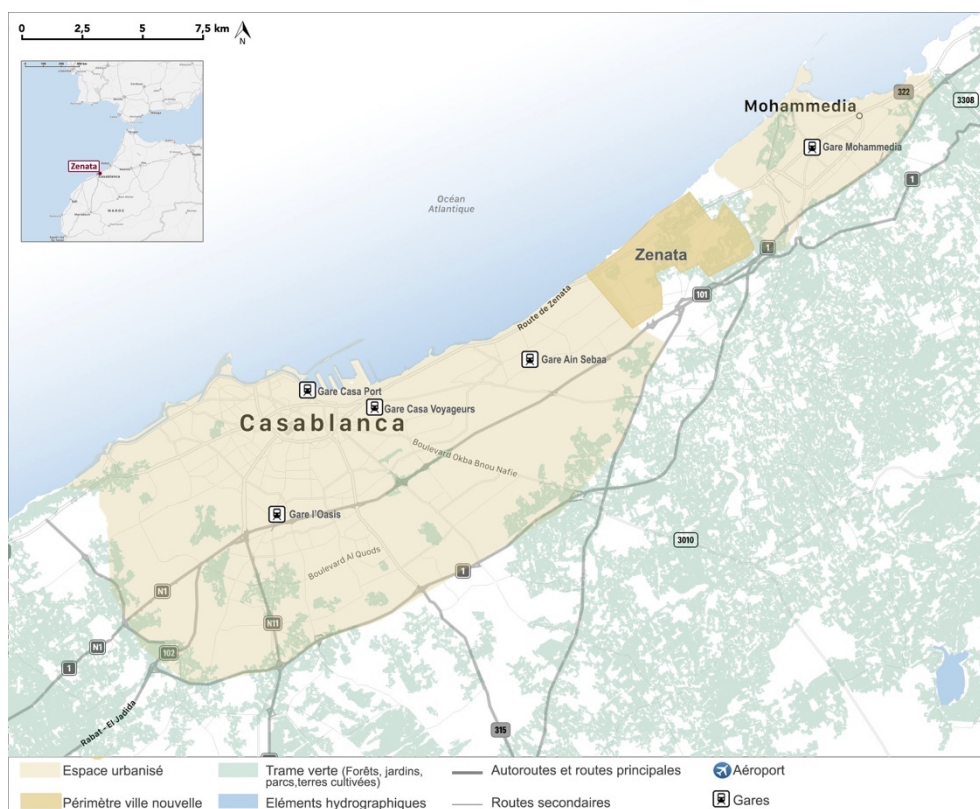 0 2,5 5 7,5 km
N
Zenata
MAROC
Mohammedia
322
3308
Gare Mohammedia
1
Océan
Atlantique
Zenata
1
101
Route de Zenata
Gare Ain Sebaa
Gare Casa Port
Gare Casa Voyageurs
Casablanca
Boulevard Okba Bnou Nafie
Gare l'Oasis
3010
Boulevard Al Quods
1
N1
N11
N1
102
1
Rabat - El Jadida
315
Espace urbanisé
Trame verte (Forêts, jardins,
parcs,terres cultivées)
Autoroutes et routes principales
Aéroport
Périmètre ville nouvelle
Eléments hydrographiques
Routes secondaires
Gares